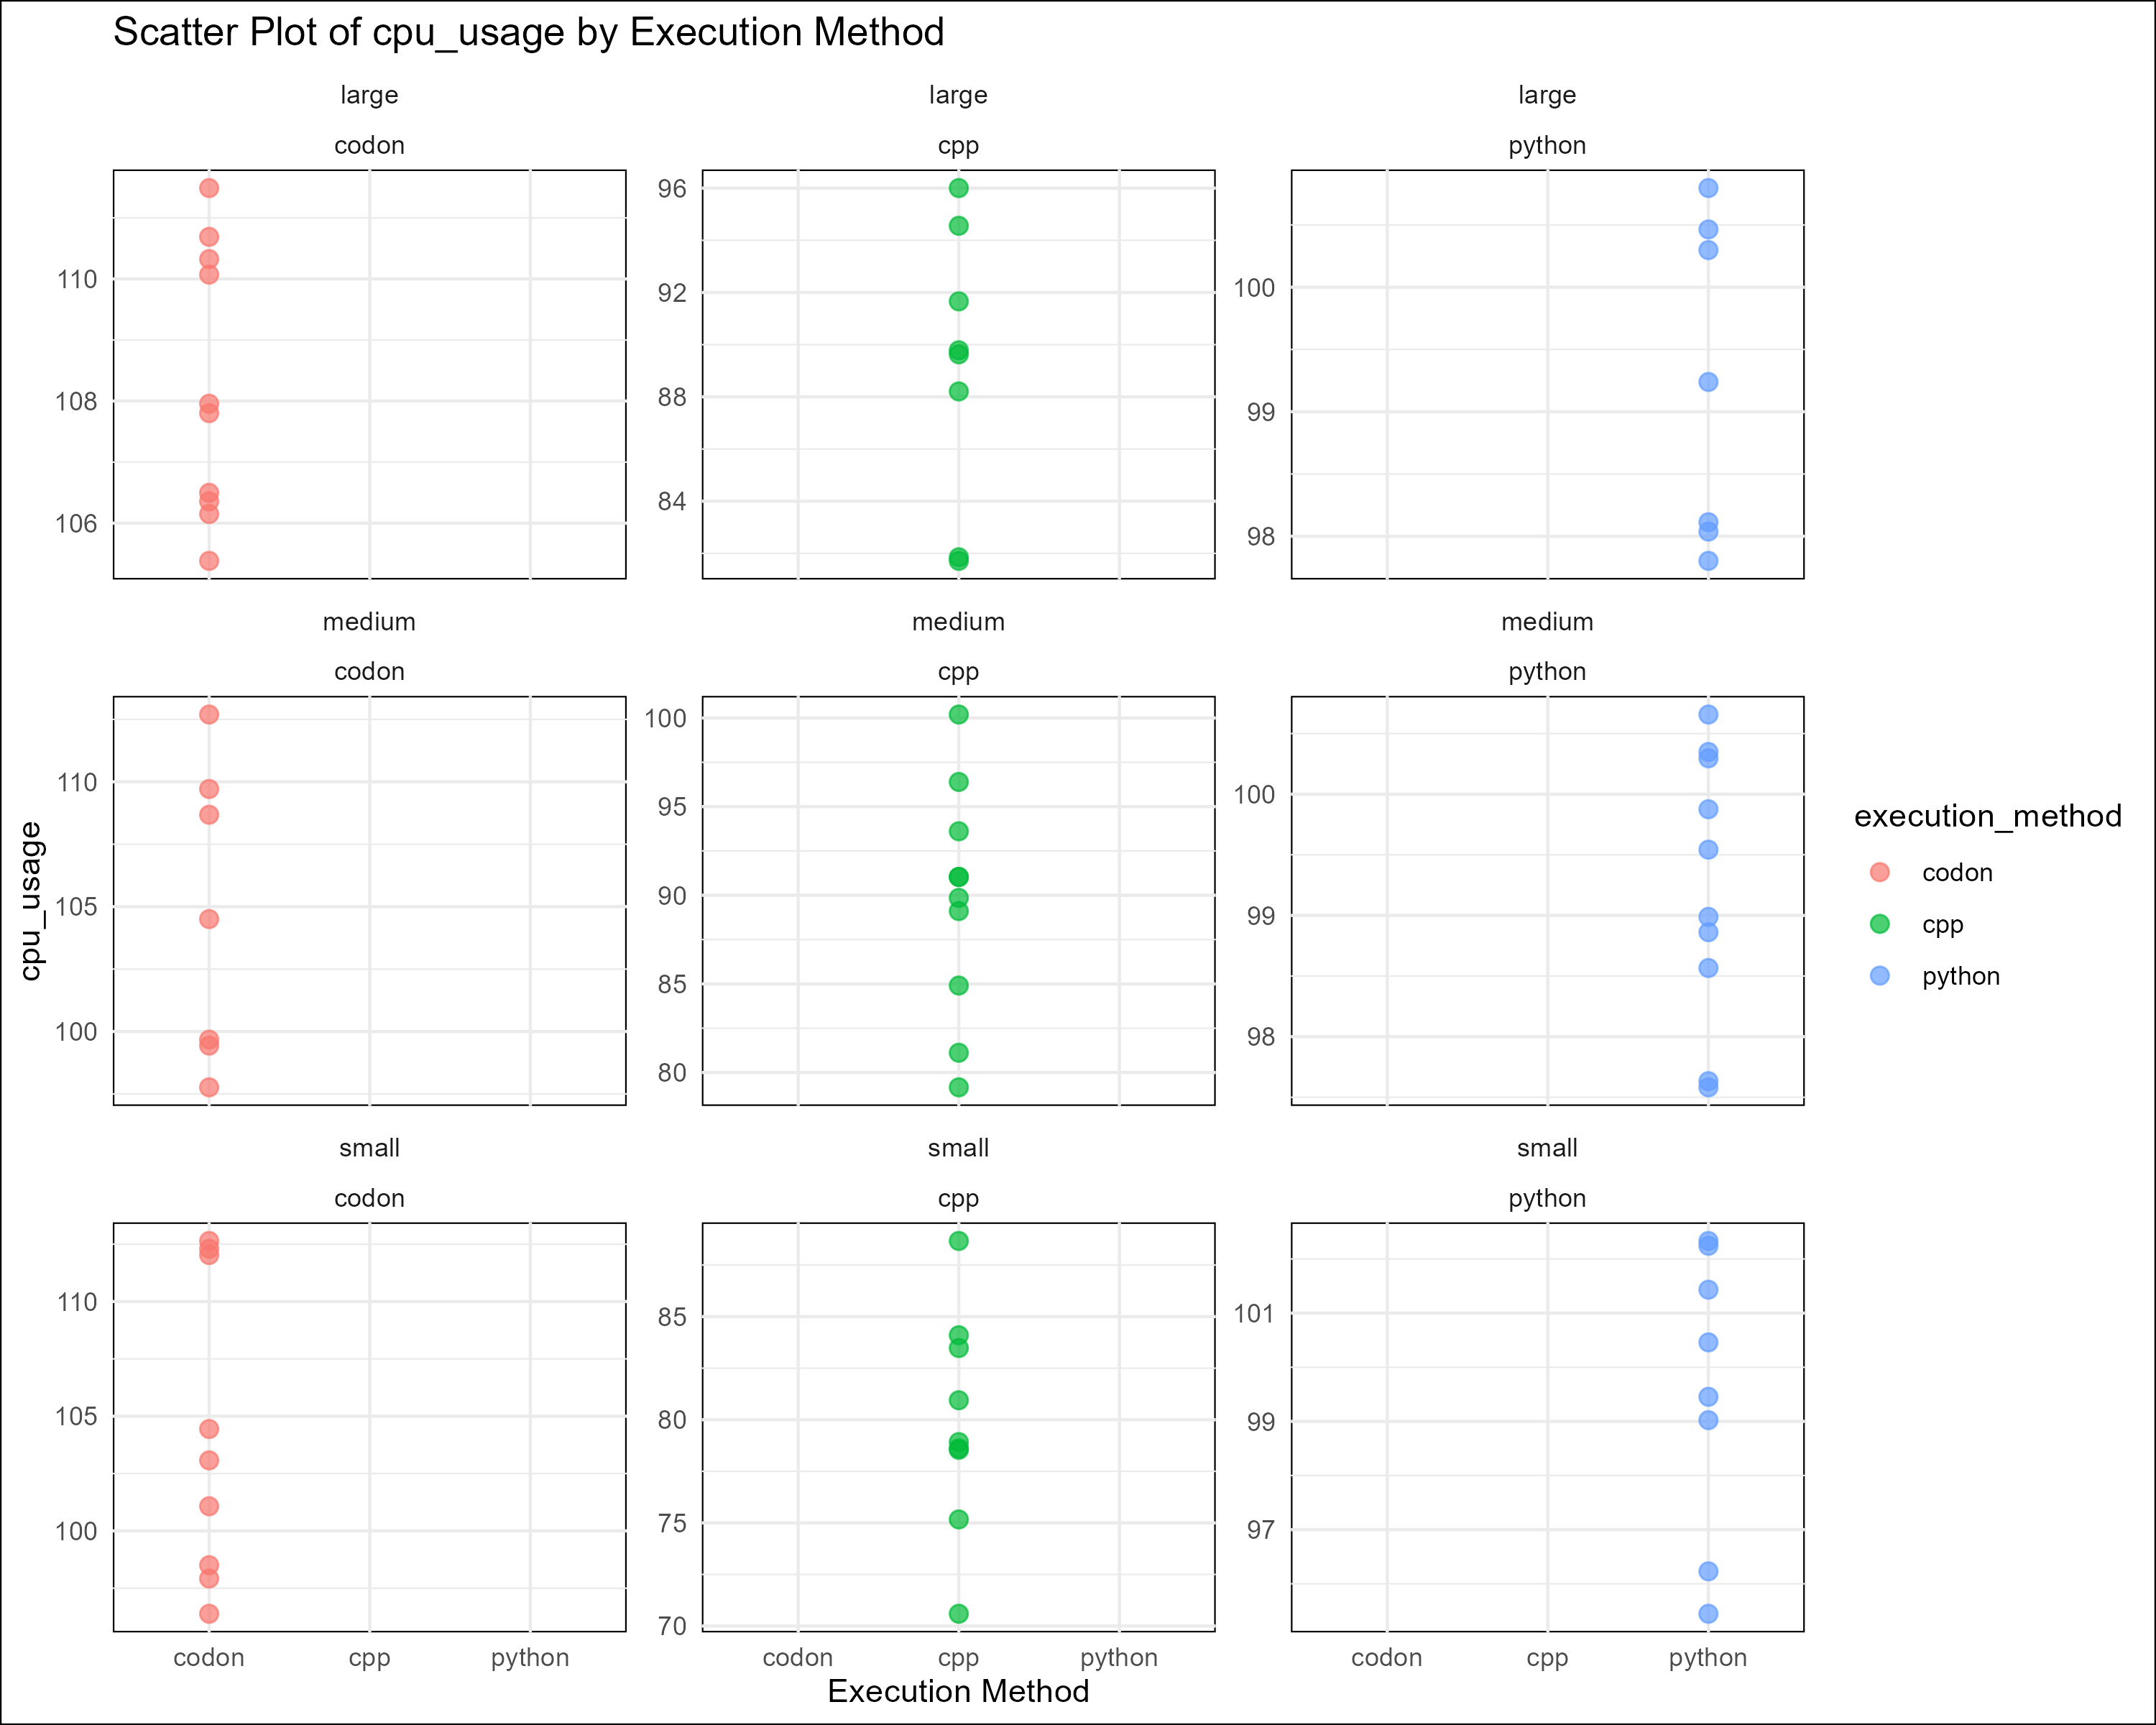 Scatter Plot of cpu_usage by Execution Method
large
codon
110
108
106
large
cpp
96
92
88
84
large
python
100
99
98
medium
codon
110
105
100
medium
cpp
100
95
90
85
80
medium
python
100
99
98
small
codon
110
105
100
small
cpp
85
80
75
70
small
python
101
99
97
codon cpp python
codon cpp python
codon cpp python
Execution Method
cpu_usage
execution_method
codon
cpp
python